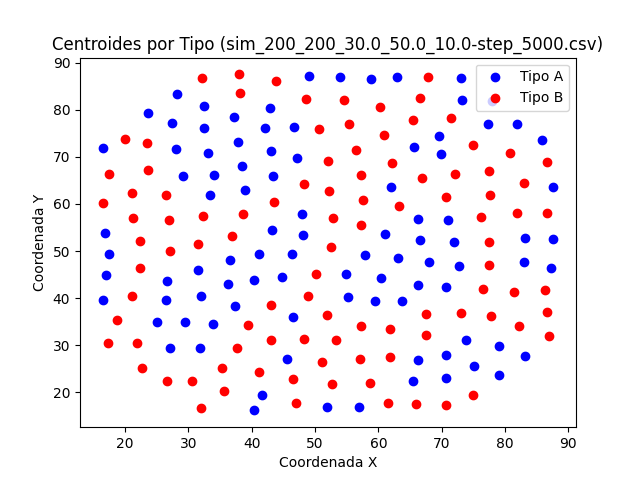 Centroides por Tipo (sim_200_200_30.0_50.0_10.0-step_5000.csv)
Tipo A
Tipo B
90
80
70
60
50
40
30
20
Coordenada Y
20 30 40 50 60 70 80 90
Coordenada X